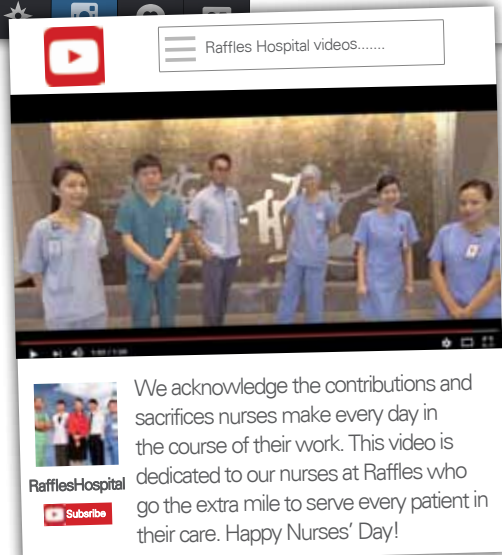 Raffles Hospital videos.......
We acknowledge the contributions and
sacrifices nurses make every day in
the course of their work. This video is
dedicated to our nurses at Raffles who
go the extra mile to serve every patient in
their care. Happy Nurses' Day!
RafflesHospital
Subsribe